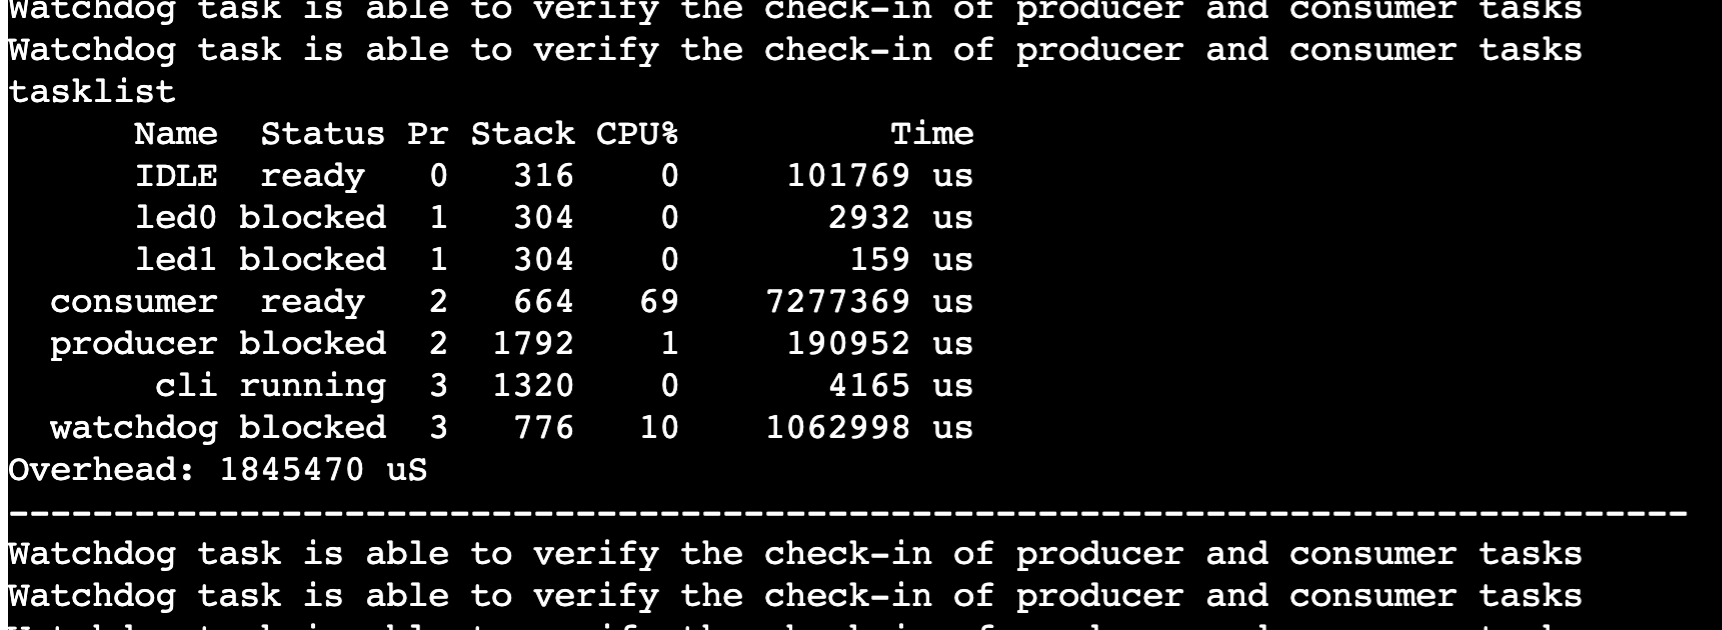 Watchdog task is able to verify the check-in of producer and consumer tasks
Watchdog task is able to verify the check-in of producer and consumer tasks
tasklist
Name Status Pr Stack CPU% Time
IDLE ready 0 316 0 101769 us
led0 blocked 1 304 0 2932 us
led1 blocked 1 304 0 159 us
consumer ready 2 664 69 7277369 us
producer blocked 2 1792 1 190952 us
cli running 3 1320 0 4165 us
watchdog blocked 3 776 10 1062998 us
Overhead: 1845470 uS
--------------------------------------------------------------------------------
Watchdog task is able to verify the check-in of producer and consumer tasks
Watchdog task is able to verify the check-in of producer and consumer tasks